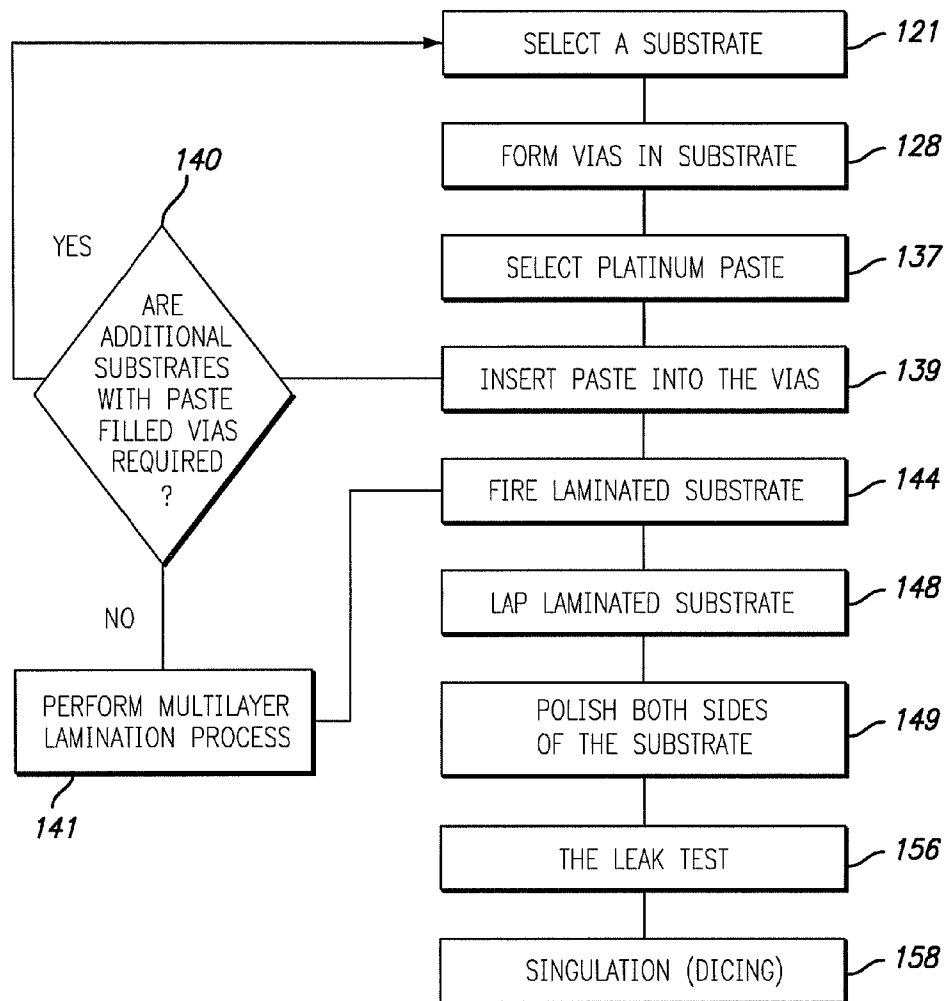 SELECT A SUBSTRATE
121
FORM VIAS IN SUBSTRATE
128
SELECT PLATINUM PASTE
137
INSERT PASTE INTO THE VIAS
139
140
YES
ARE
ADDITIONAL
SUBSTRATES
WITH PASTE
FILLED VIAS
REQUIRED
?
NO
PERFORM MULTILAYER
LAMINATION PROCESS
141
FIRE LAMINATED SUBSTRATE
144
LAP LAMINATED SUBSTRATE
148
POLISH BOTH SIDES
OF THE SUBSTRATE
149
THE LEAK TEST
156
SINGULATION (DICING)
158